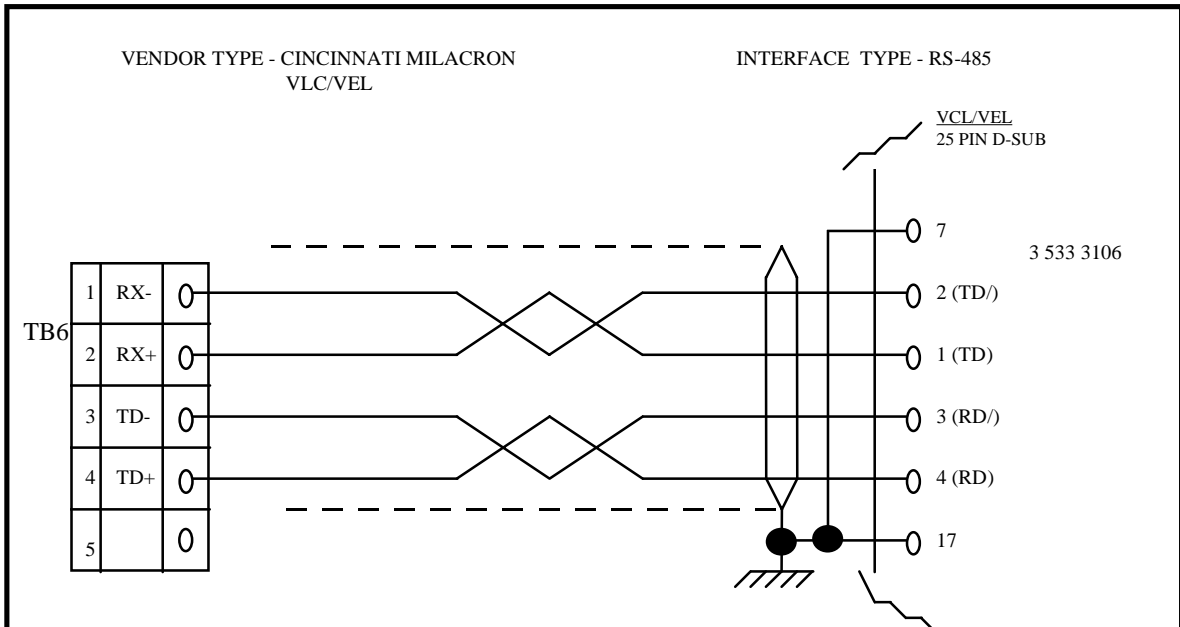 VENDOR TYPE - CINCINNATI MILACRON
VLC/VEL
INTERFACE TYPE - RS-485
VCL/VEL
25 PIN D-SUB
7
3 533 3106
TB6
1 RX- 2 (TD/)
2 RX+ 1 (TD)
3 TD- 3 (RD/)
4 TD+ 4 (RD)
5 17